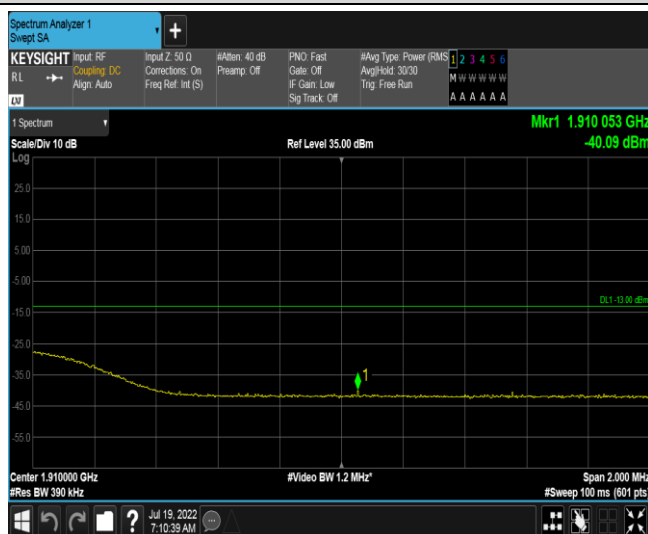 Spectrum Analyzer 1
Swept SA
KEYSIGHT
RL
Input: RF
Coupling: DC
Align: Auto
Input Z: 50 Ω
Corrections: On
Freq Ref: Int (S)
#Atten: 40 dB
Preamp: Off
PNO: Fast
Gate: Off
IF Gain: Low
Sig Track: Off
#Avg Type: Power (RMS
Avg|Hold: 30/30
Trig: Free Run
1 2 3 4 5 6
M W W W W W
A A A A A A
1 Spectrum
Scale/Div 10 dB
Ref Level 35.00 dBm
Mkr1 1.910 053 GHz
-40.09 dBm
Log
25.0
15.0
5.00
-5.00
-15.0
-25.0
-35.0
-45.0
-55.0
DL1 -13.00 dBm
1
Center 1.910000 GHz
#Video BW 1.2 MHz*
Span 2.000 MHz
#Res BW 390 kHz
#Sweep 100 ms (601 pts)
Jul 19, 2022
7:10:39 AM